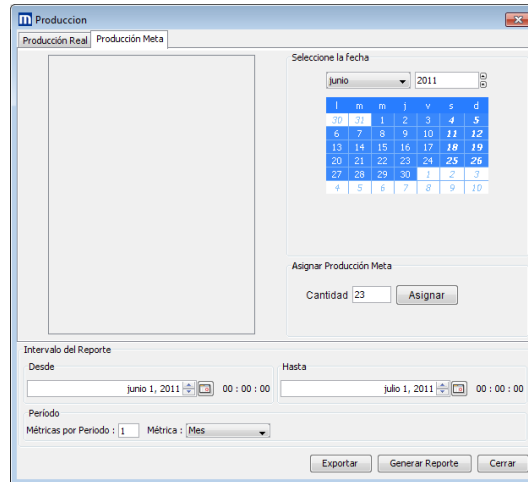 Produccion
Producción Real Producción Meta
Seleccione la fecha
junio 2011
l m m j v s d
30 31 1 2 3 4 5
6 7 8 9 10 11 12
13 14 15 16 17 18 19
20 21 22 23 24 25 26
27 28 29 30 1 2 3
4 5 6 7 8 9 10
Asignar Producción Meta
Cantidad 23 Asignar
Intervalo del Reporte
Desde Hasta
junio 1, 2011 00 : 00 : 00 julio 1, 2011 00 : 00 : 00
Período
Métricas por Periodo : 1 Métrica : Mes
Exportar Generar Reporte Cerrar